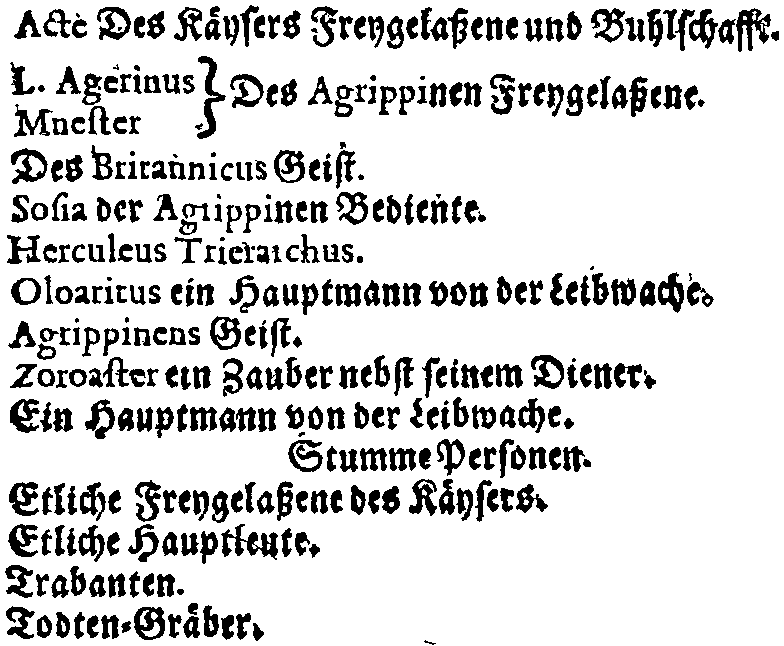 Acte Des Käysers Freygelaßene und Buhlschafft.
L. Agerinus } Des Agrippinen Freygelaßene.
Mnester
Des Britannicus Geist.
Sosia der Agrippinen Bediente.
Herculeus Trierarchus.
Oloaritus ein Hauptmann von der Leibwache.
Agrippinens Geist.
Zoroaster ein Zauber nebst seinem Diener.
Ein Hauptmann von der Leibwache.
Stumme Personen.
Etliche Freygelaßene des Käysers.
Etliche Hauptleute.
Trabanten.
Todten-Gräber.